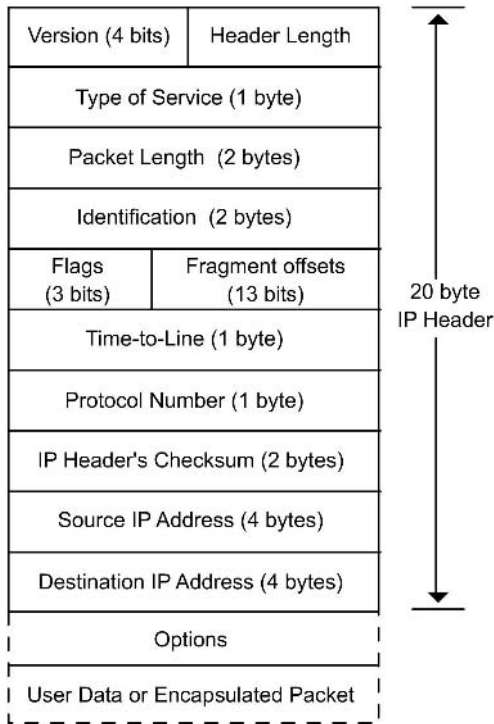 Version (4 bits) Header Length
Type of Service (1 byte)
Packet Length (2 bytes)
Identification (2 bytes)
Flags
(3 bits)
Fragment offsets
(13 bits)
Time-to-Line (1 byte)
Protocol Number (1 byte)
IP Header's Checksum (2 bytes)
Source IP Address (4 bytes)
Destination IP Address (4 bytes)
Options
User Data or Encapsulated Packet
20 byte
IP Header